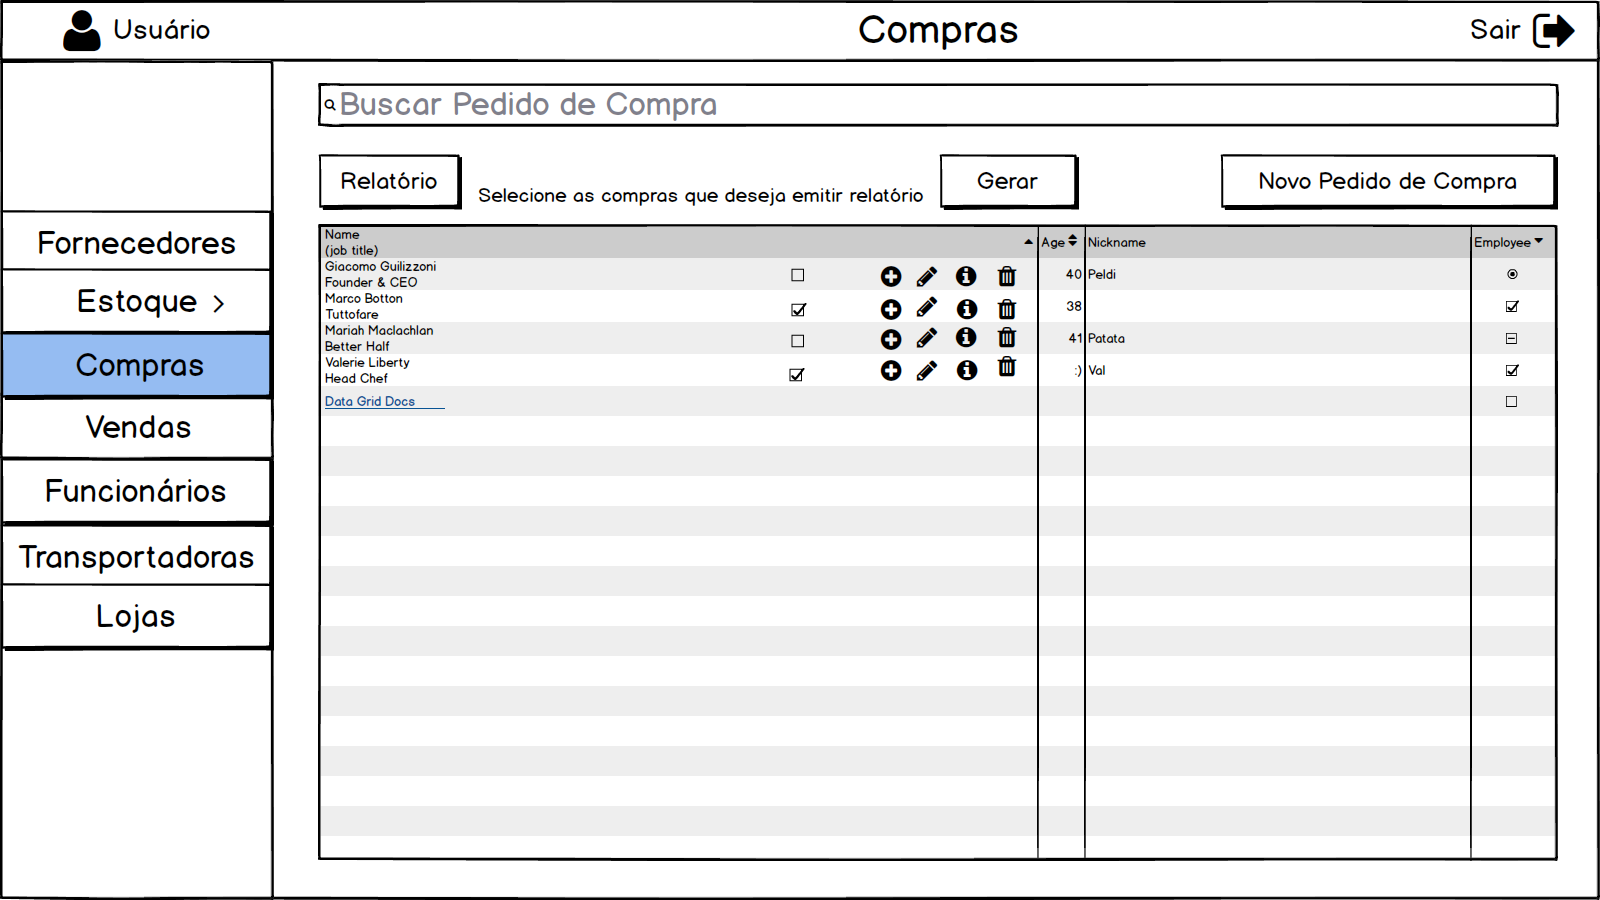 Usuário
Compras
Sair
Buscar Pedido de Compra
Relatório
Selecione as compras que deseja emitir relatório
Gerar
Novo Pedido de Compra
Fornecedores
Estoque >
Compras
Vendas
Funcionários
Transportadoras
Lojas
Name
(job title)
Age
Nickname
Employee
Giacomo Guilizzoni
Founder & CEO
40
Peldi
Marco Botton
Tuttofare
38
Mariah Maclachlan
Better Half
41
Patata
Valerie Liberty
Head Chef
:)
Val
Data Grid Docs